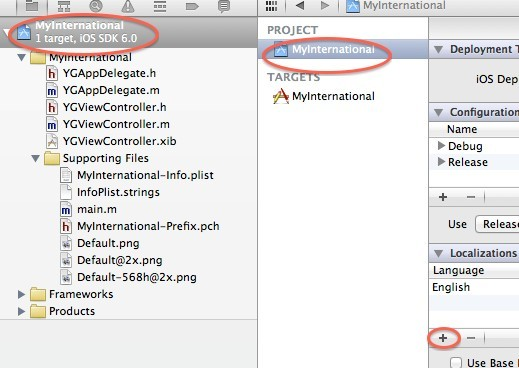 MyInternational
1 target, iOS SDK 6.0
MyInternational
YGAppDelegate.h
YGAppDelegate.m
YGViewController.h
YGViewController.m
YGViewController.xib
Supporting Files
MyInternational-Info.plist
InfoPlist.strings
main.m
MyInternational-Prefix.pch
Default.png
Default@2x.png
Default-568h@2x.png
Frameworks
Products
MyInternational
PROJECT
MyInternational
TARGETS
MyInternational
Deployment T
iOS Dep
Configuration
Name
Debug
Release
+ −
Use Release
Localizations
Language
English
+ −
Use Base